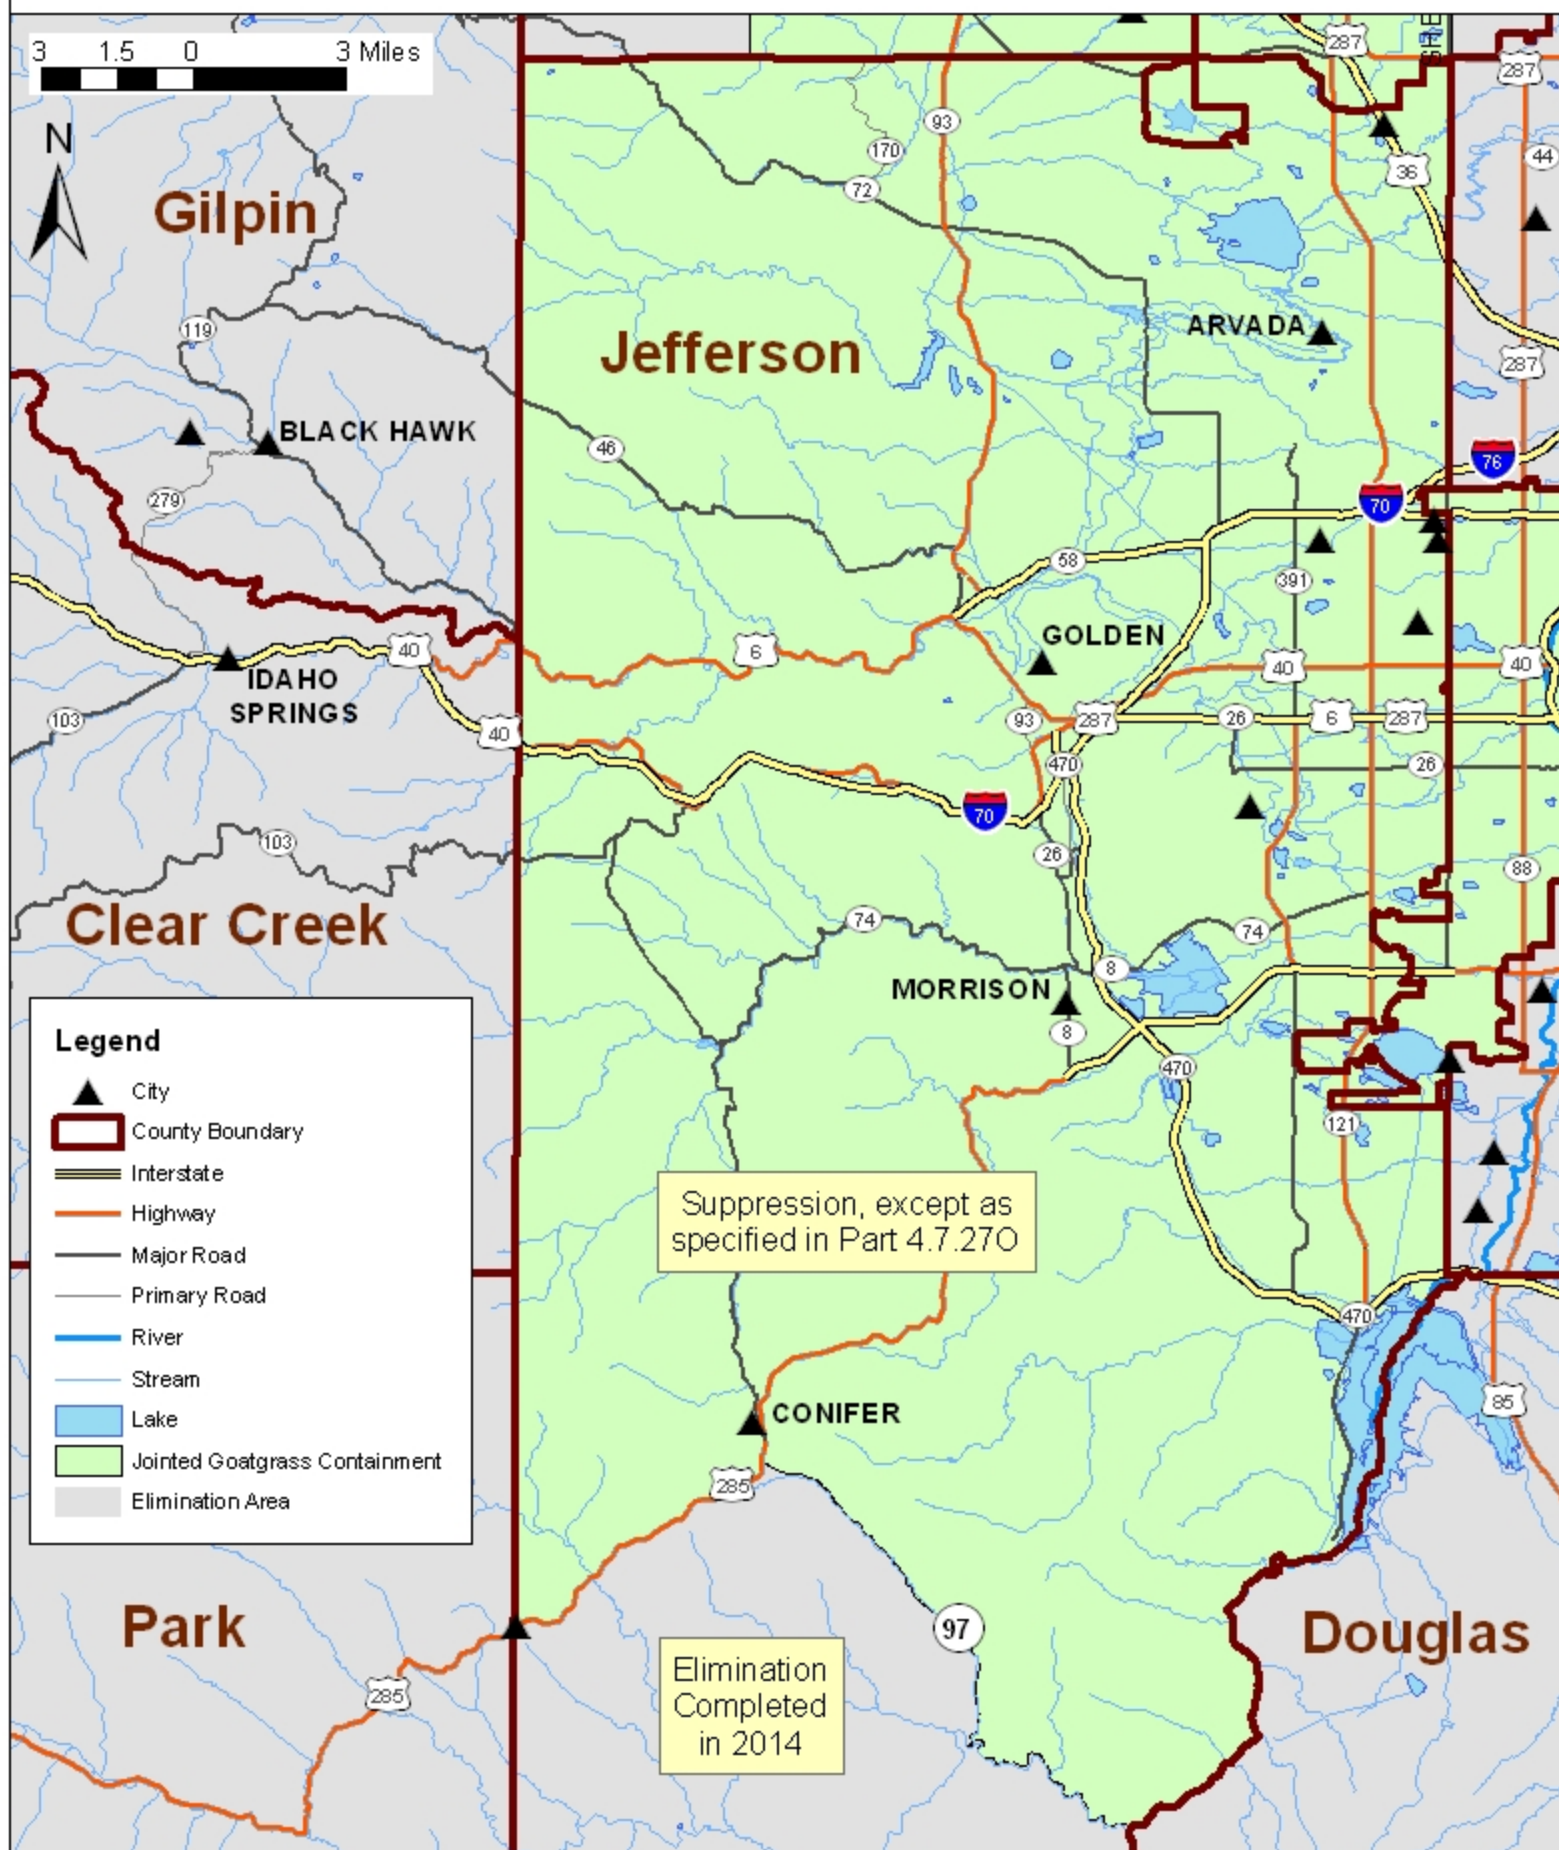 3 1.5 0 3 Miles
N
287
SHE
287
93
170
72
36
44
Gilpin
119
Jefferson
ARVADA
287
BLACK HAWK
46
279
76
70
58
391
GOLDEN
40
6
40
40
IDAHO
SPRINGS
103
40
93
287
26
6
287
470
26
70
103
26
88
Clear Creek
74
74
MORRISON
8
8
470
121
Legend
City
County Boundary
Interstate
Highway
Major Road
Primary Road
River
Stream
Lake
Jointed Goatgrass Containment
Elimination Area
Suppression, except as
specified in Part 4.7.27O
470
85
CONIFER
285
Park
97
Douglas
Elimination
Completed
in 2014
285